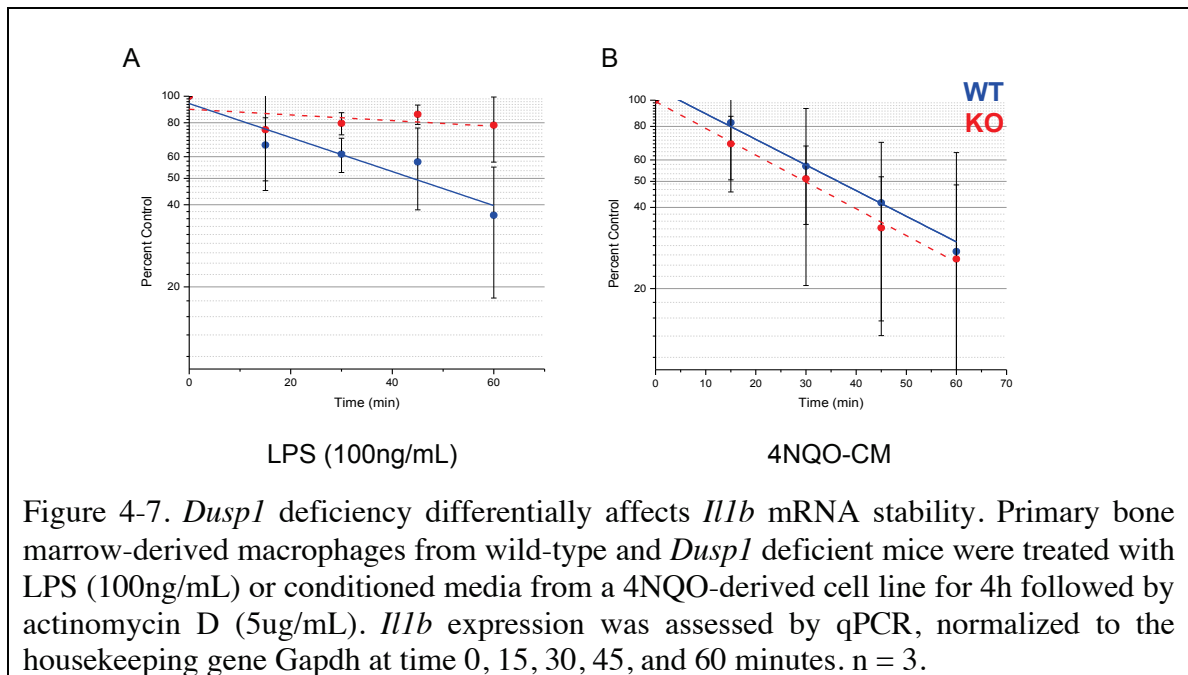 A
B
WT
KO
100
80
60
50
40
20
0
20
40
60
Percent Control
Time (min)
100
80
60
50
40
20
0
10
20
30
40
50
60
70
Percent Control
Time (min)
LPS (100ng/mL)
4NQO-CM
Figure 4-7. Dusp1 deficiency differentially affects Il1b mRNA stability. Primary bone
marrow-derived macrophages from wild-type and Dusp1 deficient mice were treated with
LPS (100ng/mL) or conditioned media from a 4NQO-derived cell line for 4h followed by
actinomycin D (5ug/mL). Il1b expression was assessed by qPCR, normalized to the
housekeeping gene Gapdh at time 0, 15, 30, 45, and 60 minutes. n = 3.